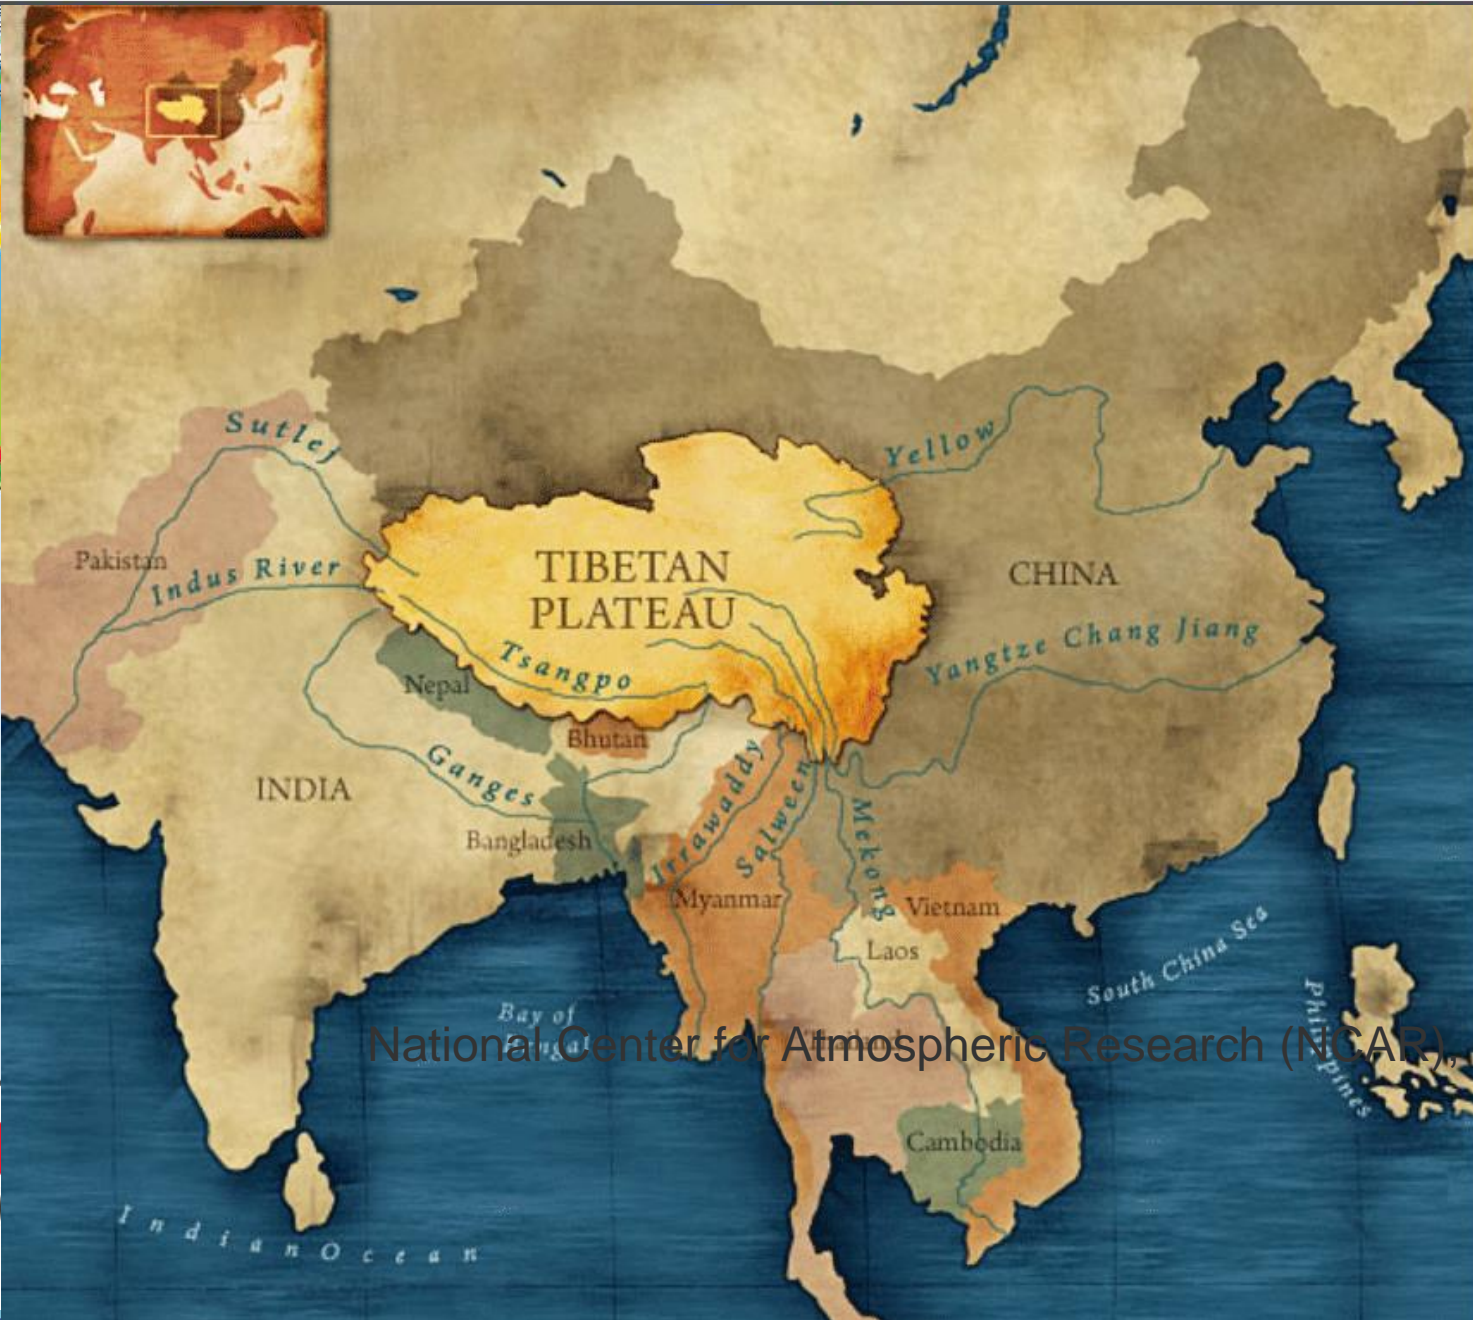 Sutlej
Yellow
Pakistan
Indus River
TIBETAN
PLATEAU
CHINA
Yangtze Chang Jiang
Tsangpo
Nepal
Bhutan
Ganges
INDIA
Irrawaddy
Salween
Mekong
Bangladesh
Myanmar
Vietnam
Laos
South China Sea
Bay of
Bengal
Thailand
National Center for Atmospheric Research (NCAR),
Philippines
Cambodia
Indian Ocean